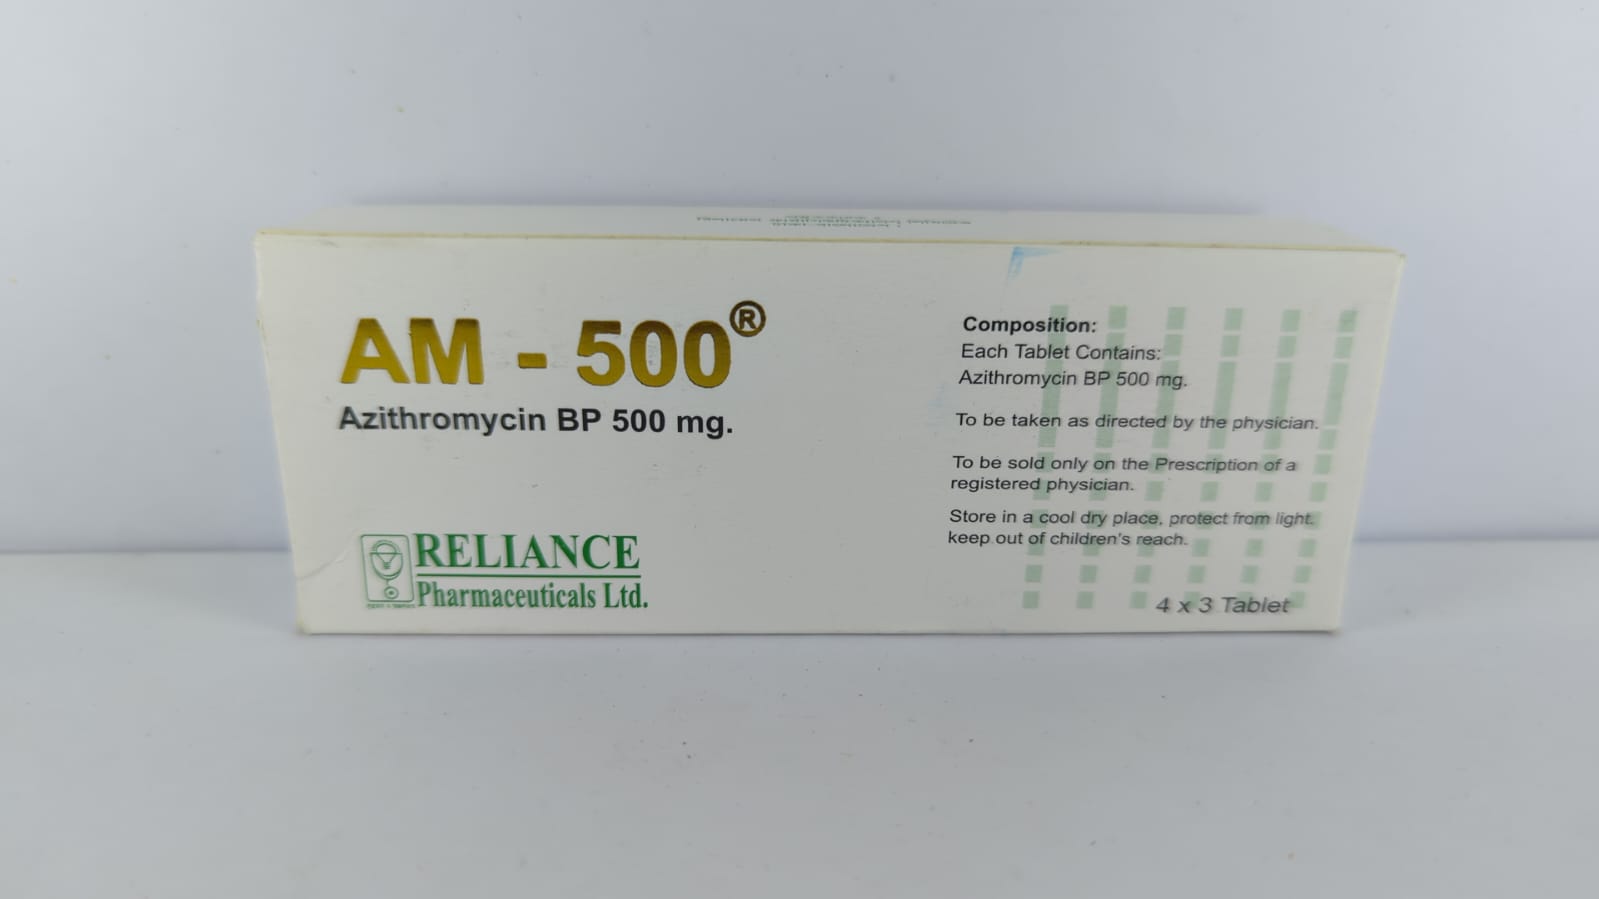 AM - 500®
Azithromycin BP 500 mg.
RELIANCE
Pharmaceuticals Ltd.
Composition:
Each Tablet Contains:
Azithromycin BP 500 mg.
To be taken as directed by the physician.
To be sold only on the Prescription of a
registered physician.
Store in a cool dry place, protect from light.
keep out of children's reach.
4 x 3 Tablet